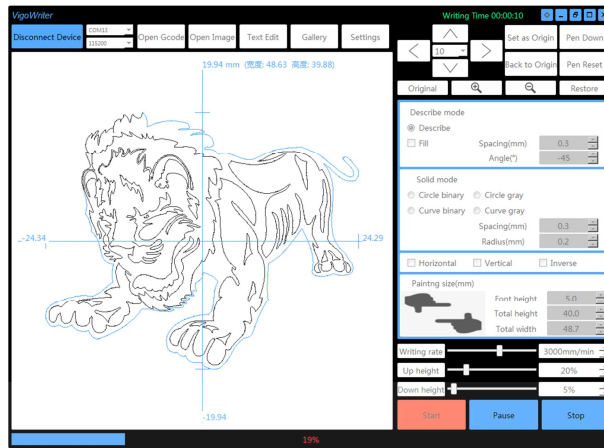 VigoWriter
Writing Time 00:00:10
Disconnect Device
COM13
115200
Open Gcode
Open Image
Text Edit
Gallery
Settings
10
Set as Origin
Pen Down
Back to Origin
Pen Reset
Original
Restore
19.94 mm (宽度: 48.63 高度: 39.88)
-24.34
24.29
-19.94
Describe mode
Describe
Fill
Spacing(mm)
0.3
Angle(°)
-45
Solid mode
Circle binary
Circle gray
Curve binary
Curve gray
Spacing(mm)
0.3
Radius(mm)
0.2
Horizontal
Vertical
Inverse
Paintng size(mm)
Font height
5.0
Total height
40.0
Total width
48.7
Writing rate
3000mm/min
Up height
20%
Down height
5%
Start
Pause
Stop
19%